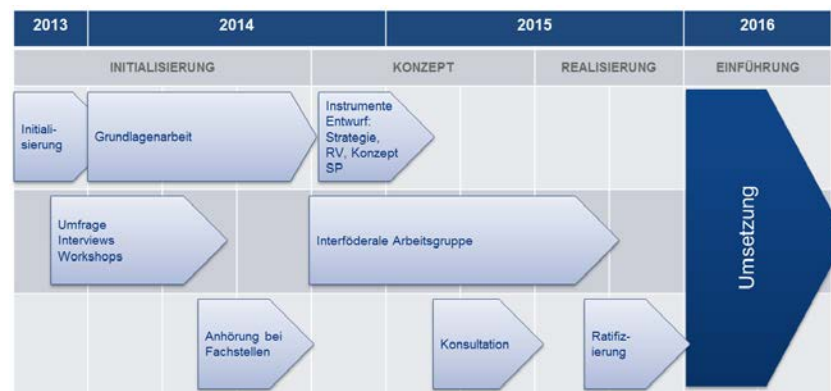 2013 2014 2015 2016
INITIALISIERUNG KONZEPT REALISIERUNG EINFÜHRUNG
Initiali-
sierung
Grundlagenarbeit
Instrumente
Entwurf:
Strategie,
RV, Konzept
SP
Umfrage
Interviews
Workshops
Interföderale Arbeitsgruppe
Anhörung bei
Fachstellen
Konsultation
Ratifiz-
ierung
Umsetzung